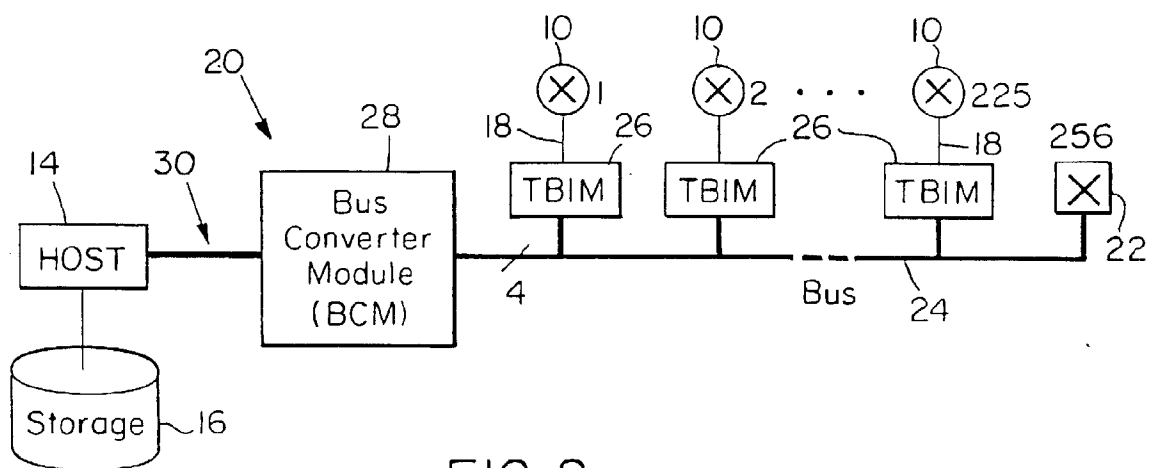 10 10 10
20 1 2 . . . 225
28 18 26 26 18 256
14 30 TBIM TBIM TBIM
HOST
Bus
Converter
Module
(BCM)
4 Bus 24 22
Storage 16